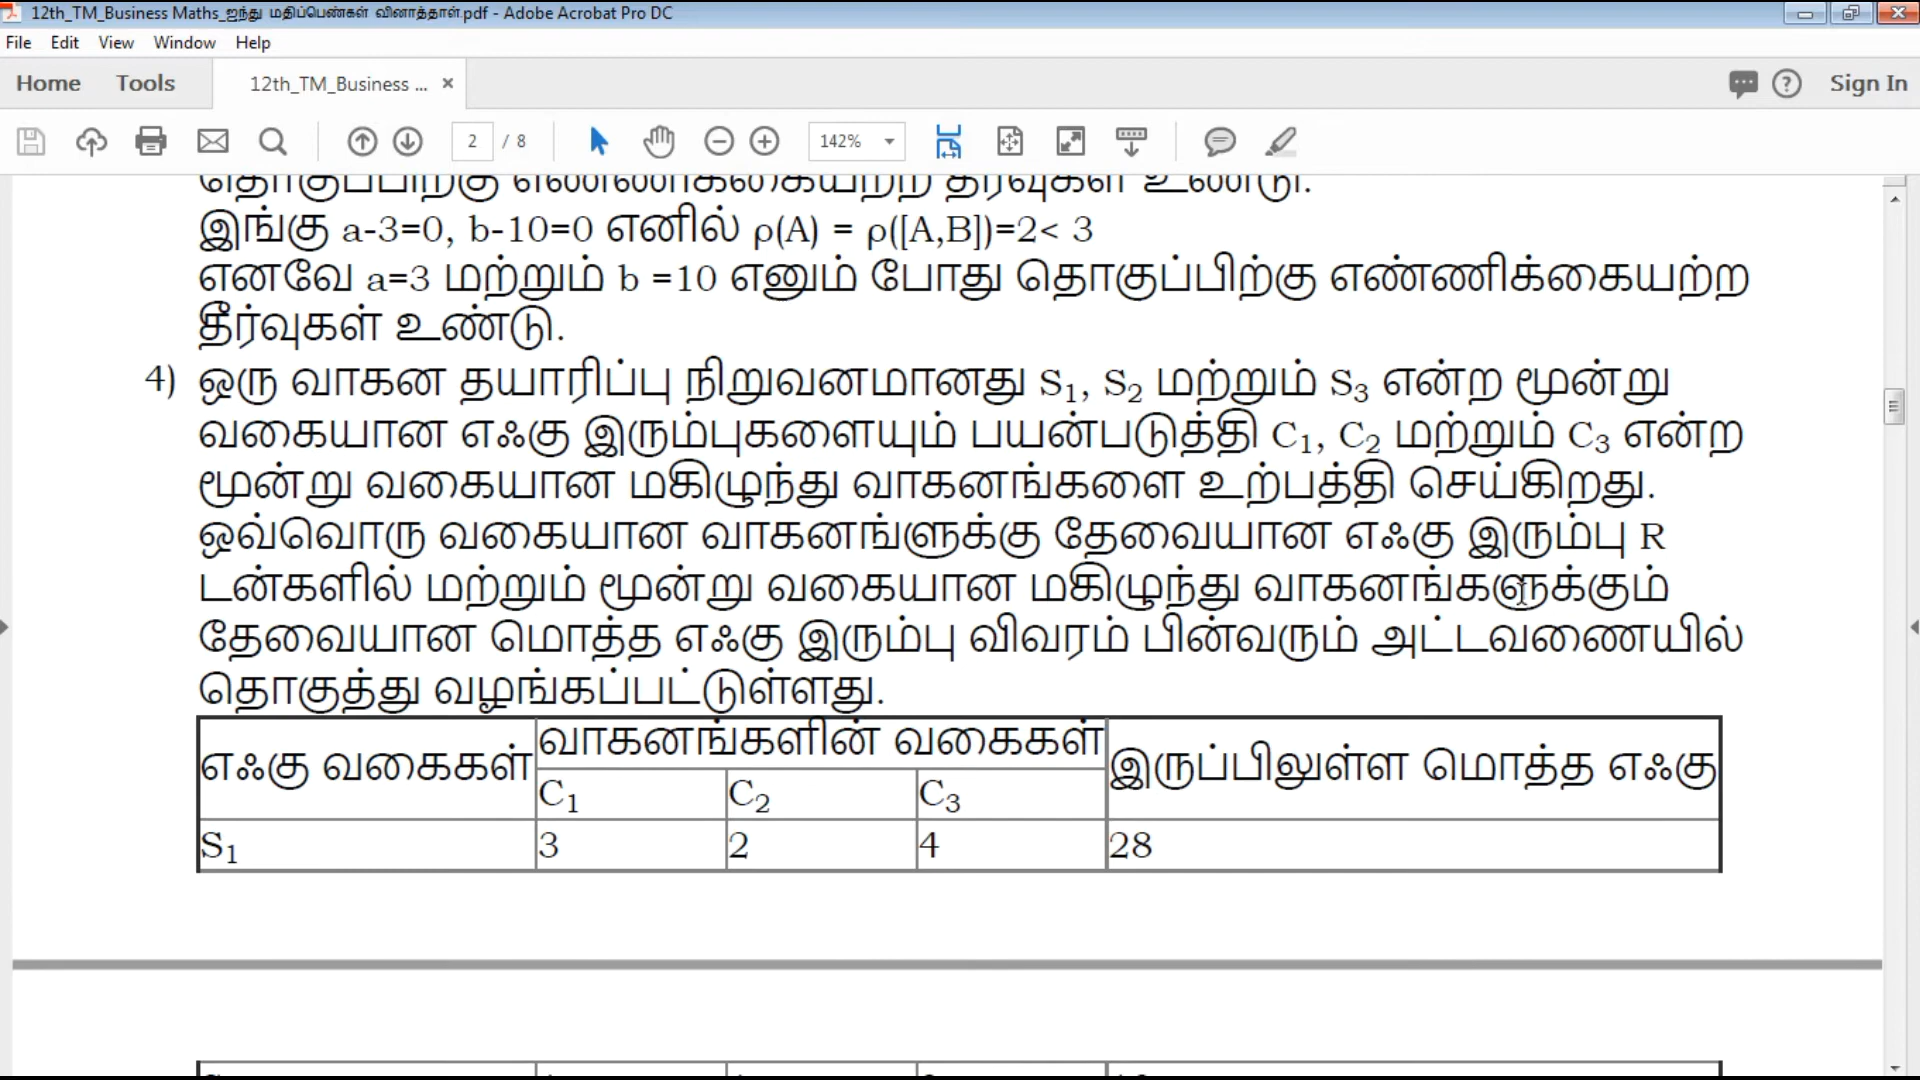 12th_TM_Business Maths_ஐந்து மதிப்பெண்கள் வினாத்தாள்.pdf - Adobe Acrobat Pro DC
File Edit View Window Help
Home Tools 12th_TM_Business ... × Sign In
2 / 8 142%
தொகுப்பிற்கு எண்ணிக்கையற்ற தீர்வுகள் உண்டு.
இங்கு a-3=0, b-10=0 எனில் ρ(A) = ρ([A,B])=2< 3
எனவே a=3 மற்றும் b =10 எனும் போது தொகுப்பிற்கு எண்ணிக்கையற்ற
தீர்வுகள் உண்டு.
4) ஒரு வாகன தயாரிப்பு நிறுவனமானது S₁, S₂ மற்றும் S₃ என்ற மூன்று
வகையான எஃகு இரும்புகளையும் பயன்படுத்தி C₁, C₂ மற்றும் C₃ என்ற
மூன்று வகையான மகிழுந்து வாகனங்களை உற்பத்தி செய்கிறது.
ஒவ்வொரு வகையான வாகனங்ளுக்கு தேவையான எஃகு இரும்பு R
டன்களில் மற்றும் மூன்று வகையான மகிழுந்து வாகனங்களுக்கும்
தேவையான மொத்த எஃகு இரும்பு விவரம் பின்வரும் அட்டவணையில்
தொகுத்து வழங்கப்பட்டுள்ளது.
எஃகு வகைகள் வாகனங்களின் வகைகள் இருப்பிலுள்ள மொத்த எஃகு
C₁ C₂ C₃
S₁ 3 2 4 28